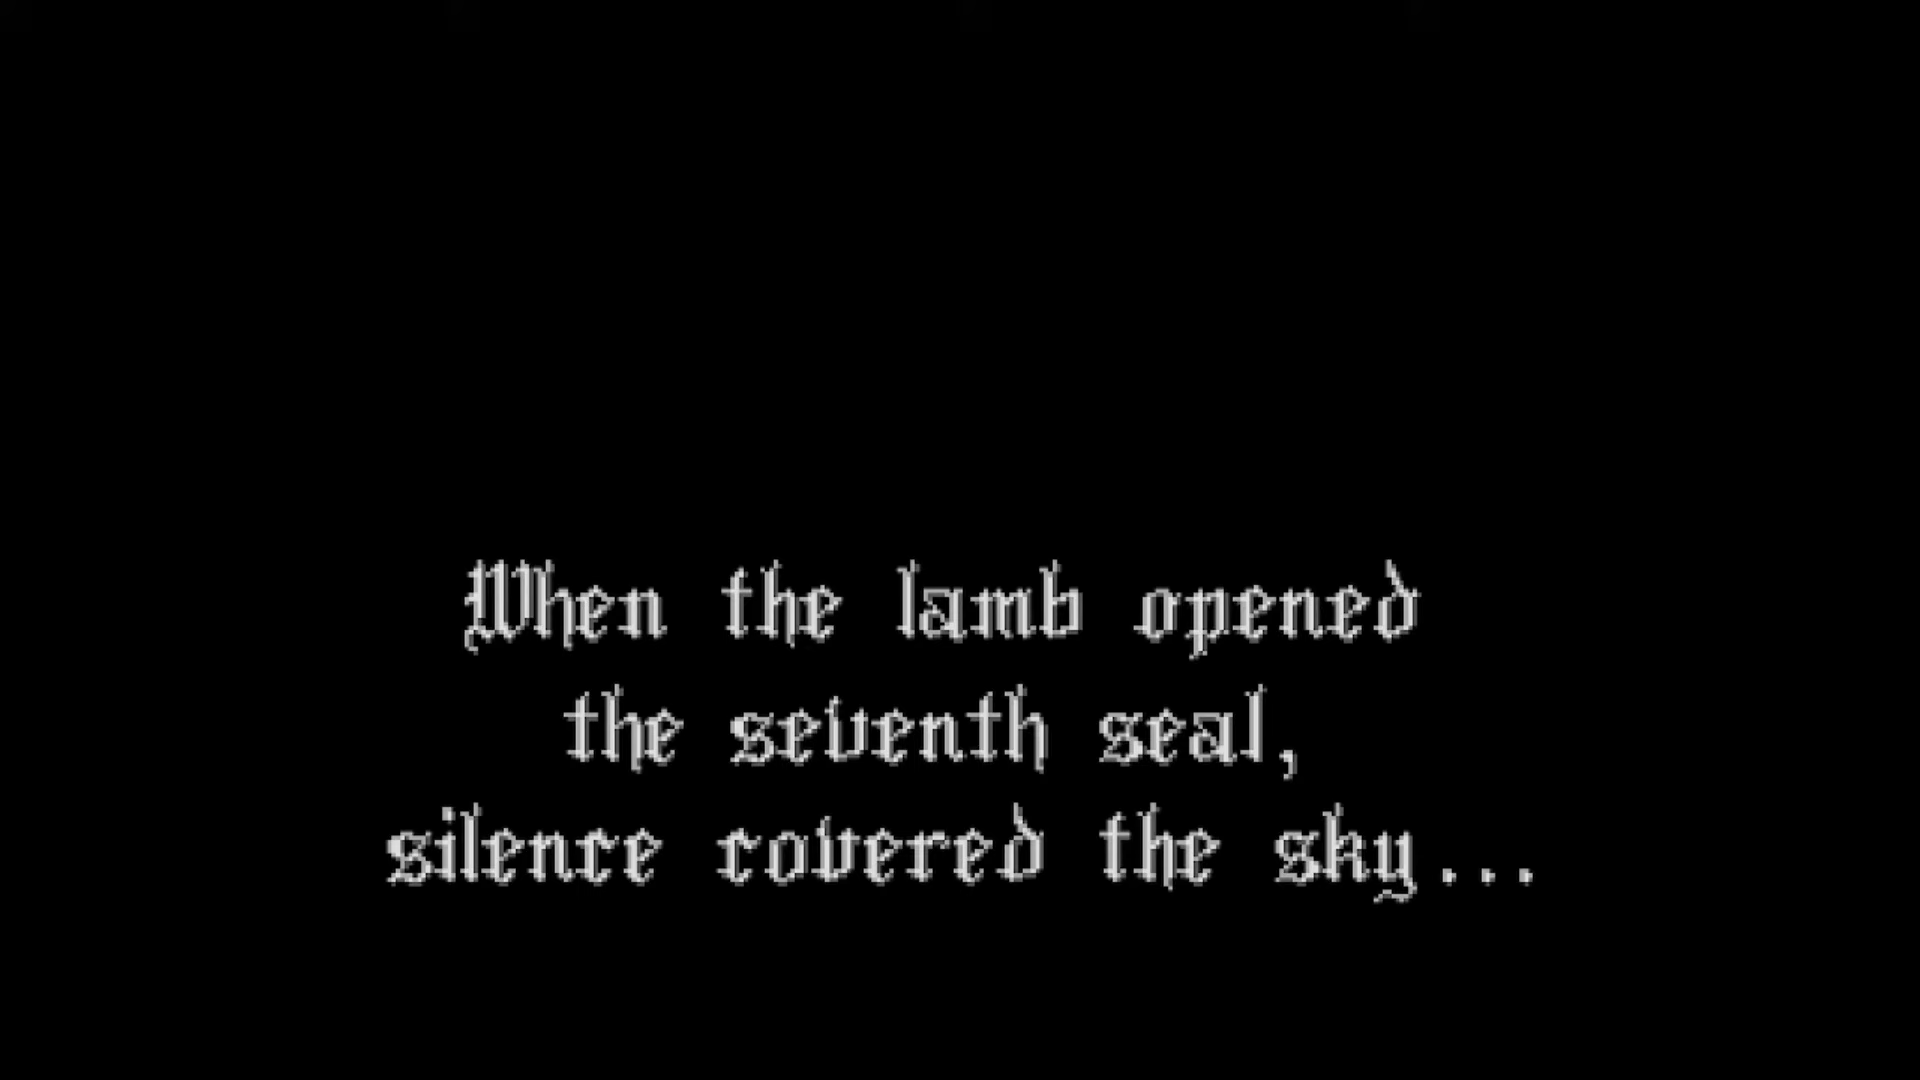 When the lamb opened
the seventh seal,
silence covered the sky...